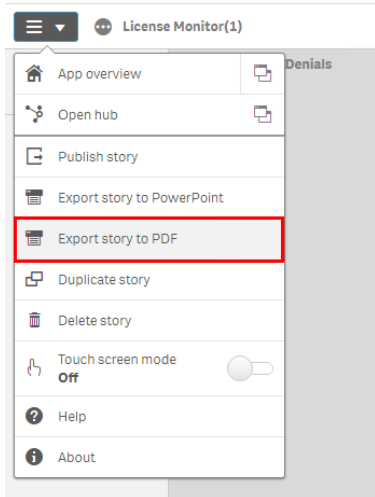 License Monitor(1)
App overview
Denials
Open hub
Publish story
Export story to PowerPoint
Export story to PDF
Duplicate story
Delete story
Touch screen mode
Off
Help
About